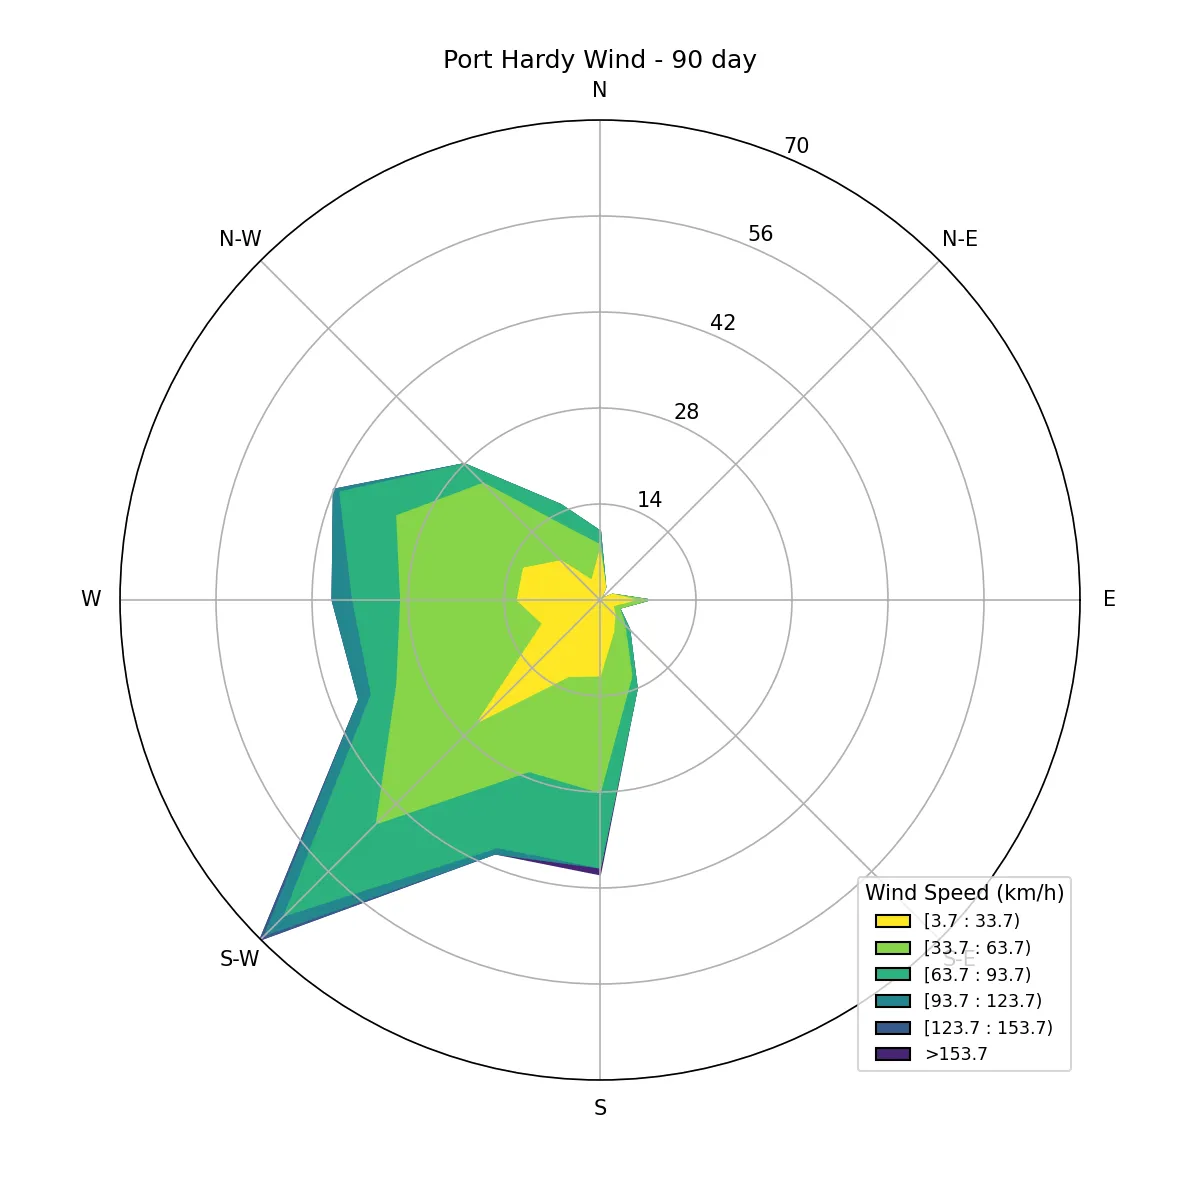 Port Hardy Wind - 90 day
N
70
N-W
56
N-E
42
28
14
W
E
S-W
S-E
S
Wind Speed (km/h)
[3.7 : 33.7)
[33.7 : 63.7)
[63.7 : 93.7)
[93.7 : 123.7)
[123.7 : 153.7)
>153.7